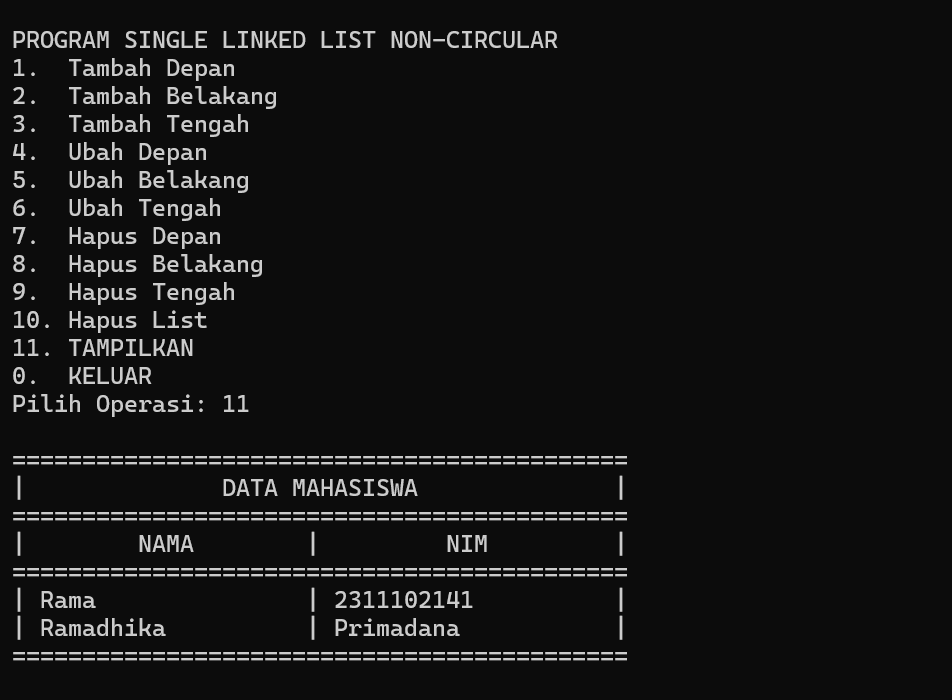 PROGRAM SINGLE LINKED LIST NON-CIRCULAR
1.  Tambah Depan
2.  Tambah Belakang
3.  Tambah Tengah
4.  Ubah Depan
5.  Ubah Belakang
6.  Ubah Tengah
7.  Hapus Depan
8.  Hapus Belakang
9.  Hapus Tengah
10. Hapus List
11. TAMPILKAN
0.  KELUAR
Pilih Operasi: 11
============================================
|              DATA MAHASISWA              |
============================================
|        NAMA        |         NIM         |
============================================
| Rama               | 2311102141          |
| Ramadhika          | Primadana           |
============================================